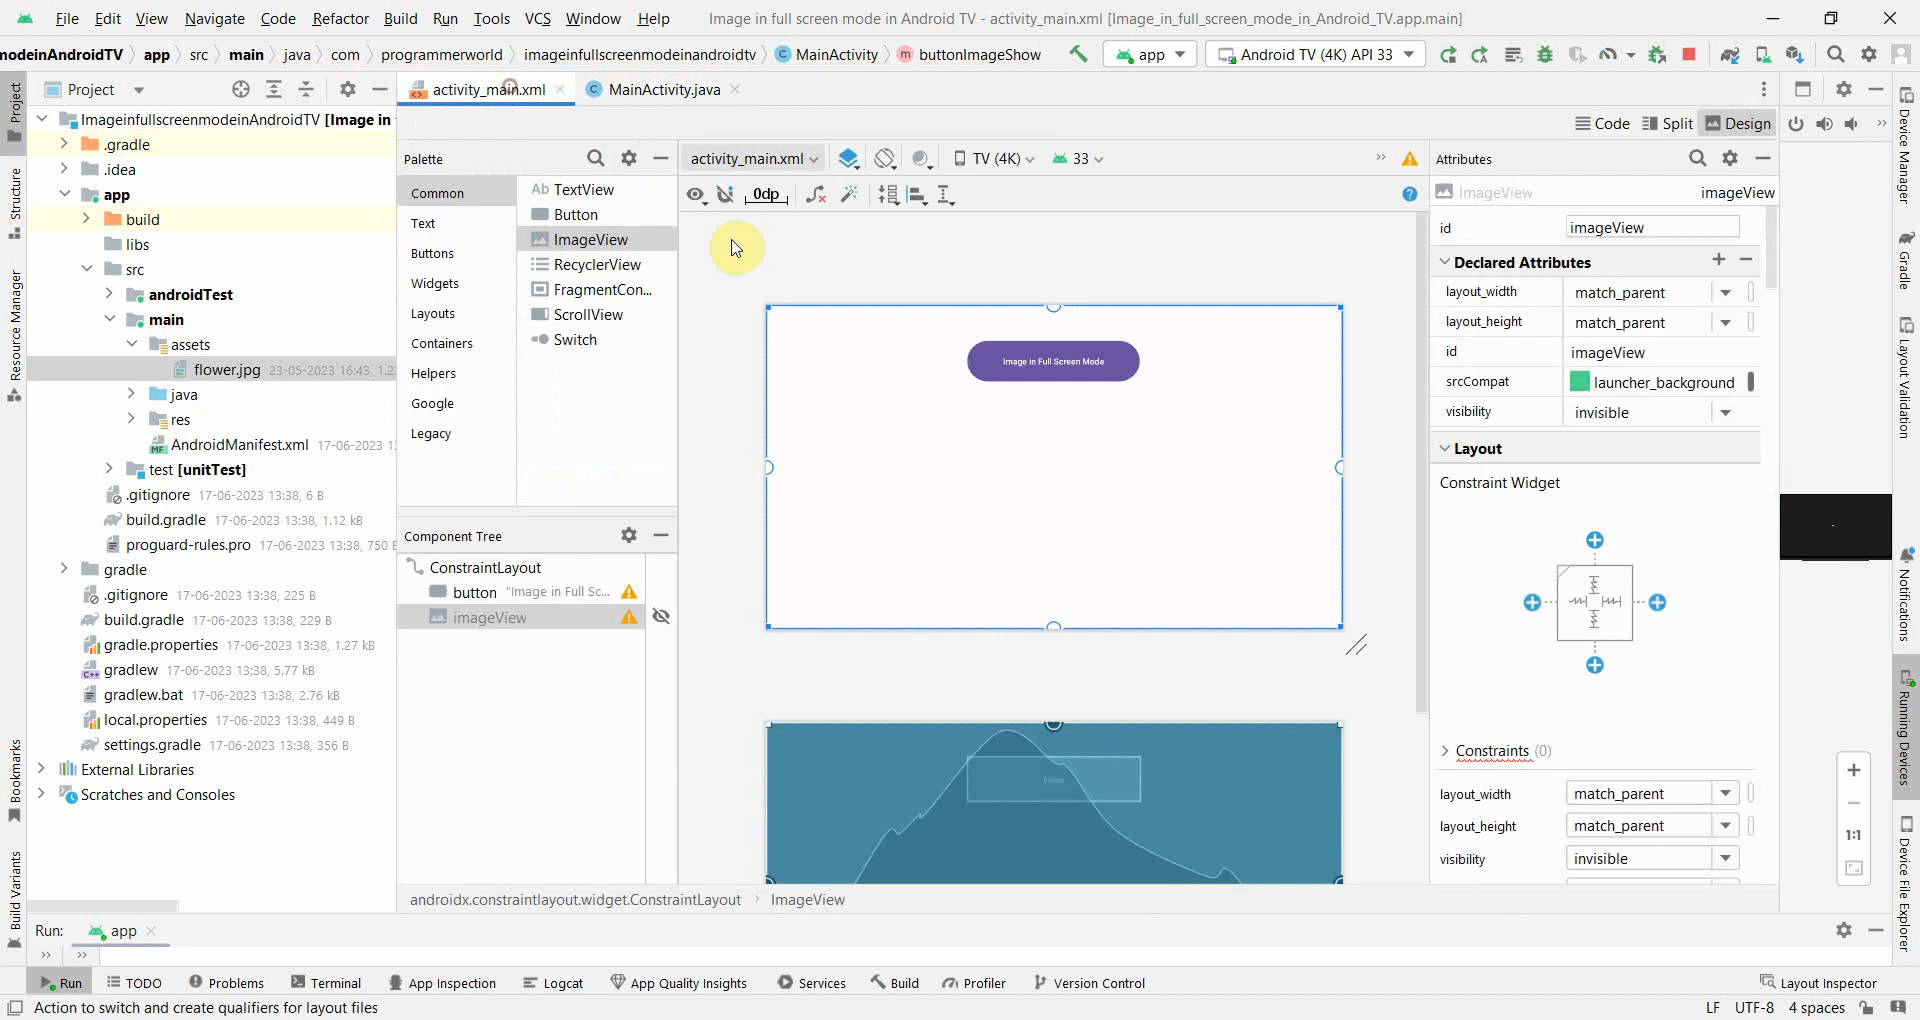 File Edit View Navigate Code Refactor Build Run Tools VCS Window Help Image in full screen mode in Android TV - activity_main.xml [Image_in_full_screen_mode_in_Android_TV.app.main]
modeinAndroidTV app src main java com programmerworld imageinfullscreenmodeinandroidtv MainActivity buttonImageShow app Android TV (4K) API 33
Project activity_main.xml MainActivity.java
Code Split Design
ImageinfullscreenmodeinAndroidTV [Image in
.gradle
.idea
app
build
libs
src
androidTest
main
assets
flower.jpg 23-05-2023 16:43, 1.2
java
res
AndroidManifest.xml 17-06-2023 1
test [unitTest]
.gitignore 17-06-2023 13:38, 6 B
build.gradle 17-06-2023 13:38, 1.12 kB
proguard-rules.pro 17-06-2023 13:38, 750 B
gradle
.gitignore 17-06-2023 13:38, 225 B
build.gradle 17-06-2023 13:38, 229 B
gradle.properties 17-06-2023 13:38, 1.27 kB
gradlew 17-06-2023 13:38, 5.77 kB
gradlew.bat 17-06-2023 13:38, 2.76 kB
local.properties 17-06-2023 13:38, 449 B
settings.gradle 17-06-2023 13:38, 356 B
External Libraries
Scratches and Consoles
Project
Structure
Resource Manager
Bookmarks
Build Variants
Palette
Common
Text
Buttons
Widgets
Layouts
Containers
Helpers
Google
Legacy
Ab TextView
Button
ImageView
RecyclerView
FragmentCon...
ScrollView
Switch
Component Tree
ConstraintLayout
button "Image in Full Sc...
imageView
activity_main.xml TV (4K) 33
0dp
Image in Full Screen Mode
Button
androidx.constraintlayout.widget.ConstraintLayout ImageView
Attributes
ImageView imageView
id imageView
Declared Attributes
layout_width match_parent
layout_height match_parent
id imageView
srcCompat launcher_background
visibility invisible
Layout
Constraint Widget
Constraints (0)
layout_width match_parent
layout_height match_parent
visibility invisible
1:1
Device Manager
Gradle
Layout Validation
Notifications
Running Devices
Device File Explorer
Run: app
Run TODO Problems Terminal App Inspection Logcat App Quality Insights Services Build Profiler Version Control Layout Inspector
Action to switch and create qualifiers for layout files LF UTF-8 4 spaces